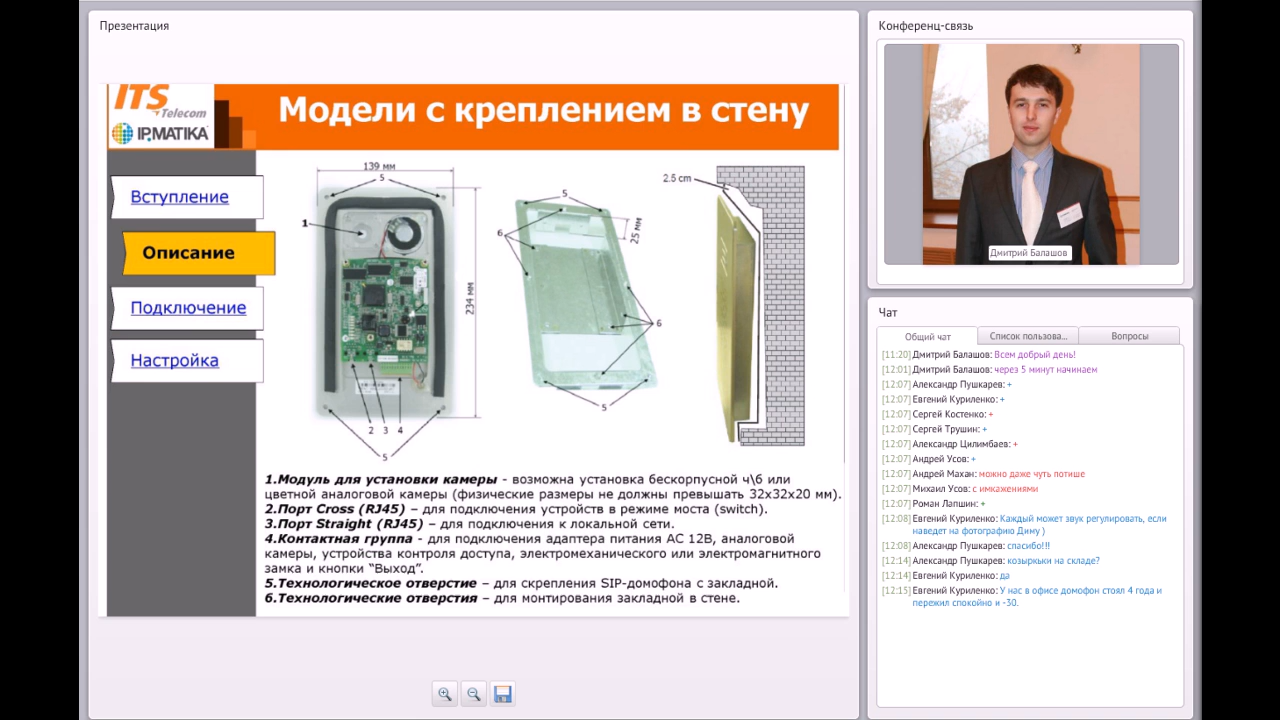 Презентация
ITS
Telecom
IPMATIKA
Модели с креплением в стену
Вступление
Описание
Подключение
Настройка
139 мм
5
1
234 мм
2 3 4
5
5
6
25 мм
6
5
2.5 cm
1.Модуль для установки камеры - возможна установка бескорпусной ч\б или
цветной аналоговой камеры (физические размеры не должны превышать 32x32x20 мм).
2.Порт Cross (RJ45) – для подключения устройств в режиме моста (switch).
3.Порт Straight (RJ45) – для подключения к локальной сети.
4.Контактная группа - для подключения адаптера питания AC 12В, аналоговой
камеры, устройства контроля доступа, электромеханического или электромагнитного
замка и кнопки “Выход”.
5.Технологическое отверстие – для скрепления SIP-домофона с закладной.
6.Технологические отверстия – для монтирования закладной в стене.
Конференц-связь
Дмитрий Балашов
Чат
Общий чат
Список пользова...
Вопросы
[11:20] Дмитрий Балашов: Всем добрый день!
[12:01] Дмитрий Балашов: через 5 минут начинаем
[12:07] Александр Пушкарев: +
[12:07] Евгений Куриленко: +
[12:07] Сергей Костенко: +
[12:07] Сергей Трушин: +
[12:07] Александр Цилимбаев: +
[12:07] Андрей Усов: +
[12:07] Андрей Махан: можно даже чуть потише
[12:07] Михаил Усов: с имкажениями
[12:07] Роман Лапшин: +
[12:08] Евгений Куриленко: Каждый может звук регулировать, если
наведет на фотографию Диму )
[12:08] Александр Пушкарев: спасибо!!!
[12:14] Александр Пушкарев: козырьки на складе?
[12:14] Евгений Куриленко: да
[12:15] Евгений Куриленко: У нас в офисе домофон стоял 4 года и
пережил спокойно и -30.